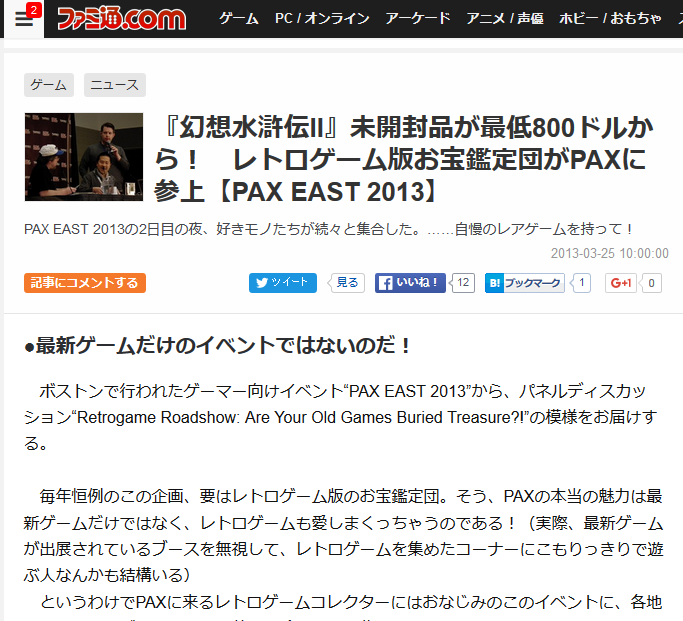 2
ファミ通.com
ゲーム PC / オンライン アーケード アニメ / 声優 ホビー / おもちゃ
ゲーム ニュース
『幻想水滸伝II』未開封品が最低800ドルか
ら！　レトロゲーム版お宝鑑定団がPAXに
参上【PAX EAST 2013】
PAX EAST 2013の2日目の夜、好きモノたちが続々と集合した。……自慢のレアゲームを持って！
2013-03-25 10:00:00
記事にコメントする ツイート 見る いいね！ 12 B! ブックマーク 1 G+1 0
●最新ゲームだけのイベントではないのだ！
　ボストンで行われたゲーマー向けイベント“PAX EAST 2013”から、パネルディスカッ
ション“Retrogame Roadshow: Are Your Old Games Buried Treasure?!”の模様をお届けす
る。
　毎年恒例のこの企画、要はレトロゲーム版のお宝鑑定団。そう、PAXの本当の魅力は最
新ゲームだけではなく、レトロゲームも愛しまくっちゃうのである！（実際、最新ゲーム
が出展されているブースを無視して、レトロゲームを集めたコーナーにこもりっきりで遊
ぶ人なんかも結構いる）
　というわけでPAXに来るレトロゲームコレクターにはおなじみのこのイベントに、各地